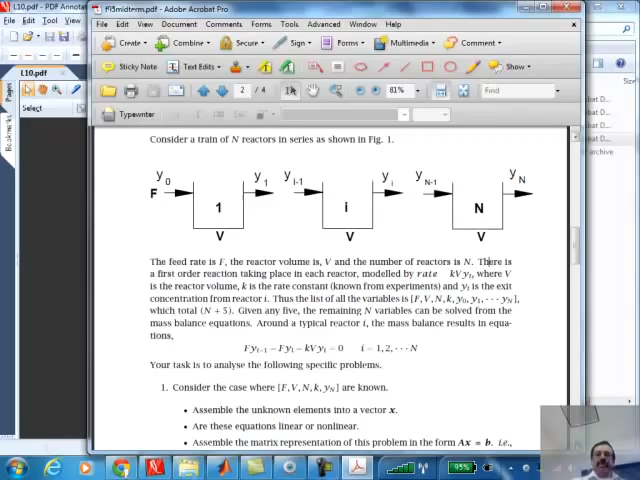 L10.pdf - PDF Annotat
f15midterm.pdf - Adobe Acrobat Pro
File Edit View Document Comments Forms Tools Advanced Window Help
Create Combine Secure Sign Forms Multimedia Comment
Sticky Note Text Edits Show
2 / 4 81% Find
Typewriter
L10.pdf
Select
Pages
Bookmarks
Consider a train of N reactors in series as shown in Fig. 1.
y0 y1 yi-1 yi yN-1 yN
F 1 i N
V V V
The feed rate is F, the reactor volume is, V and the number of reactors is N. There is
a first order reaction taking place in each reactor, modelled by rate kVyi, where V
is the reactor volume, k is the rate constant (known from experiments) and yi is the exit
concentration from reactor i. Thus the list of all the variables is [F, V, N, k, y0, y1, ··· yN],
which total (N + 5). Given any five, the remaining N variables can be solved from the
mass balance equations. Around a typical reactor i, the mass balance results in equa-
tions,
Fyi−1 − Fyi − kVyi = 0 i = 1, 2, ··· N
Your task is to analyse the following specific problems.
1. Consider the case where [F, V, N, k, yN] are known.
• Assemble the unknown elements into a vector x.
• Are these equations linear or nonlinear.
• Assemble the matrix representation of this problem in the form Ax = b. i.e.,
Size
bat D...
bat D...
bat D...
bat D...
archive
95%